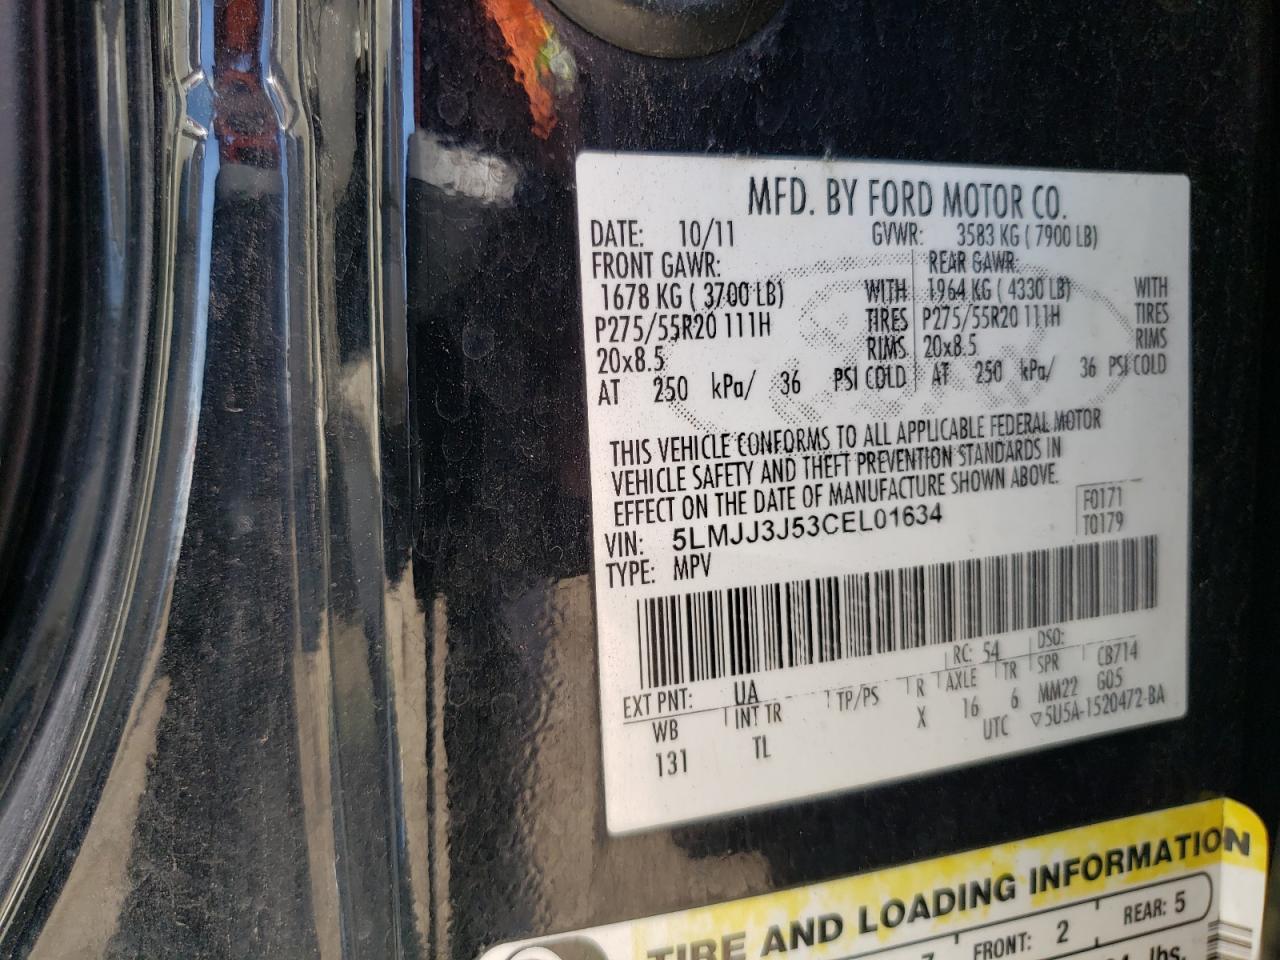 MFD. BY FORD MOTOR CO.
DATE: 10/11 GVWR: 3583 KG ( 7900 LB)
FRONT GAWR: REAR GAWR:
1678 KG ( 3700 LB) WITH 1964 KG ( 4330 LB) WITH
P275/55R20 111H TIRES P275/55R20 111H TIRES
20x8.5 RIMS 20x8.5 RIMS
AT 250 kPa/ 36 PSI COLD AT 250 kPa/ 36 PSI COLD
THIS VEHICLE CONFORMS TO ALL APPLICABLE FEDERAL MOTOR
VEHICLE SAFETY AND THEFT PREVENTION STANDARDS IN
EFFECT ON THE DATE OF MANUFACTURE SHOWN ABOVE.
VIN: 5LMJJ3J53CEL01634 F0171
TYPE: MPV T0179
EXT PNT: UA RC: 54 DSO:
WB INT TR TP/PS R AXLE TR SPR CB714
131 TL X 16 6 MM22 G05
UTC ▽5U5A-1520472-BA
TIRE AND LOADING INFORMATION
7 FRONT: 2 REAR: 5
lbs.